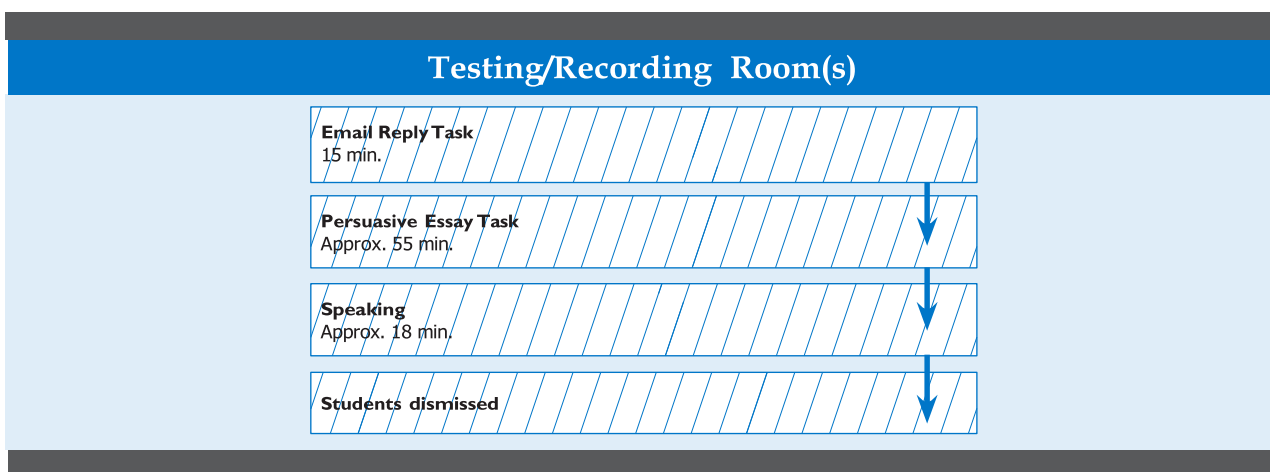 Testing/Recording Room(s)
Email Reply Task
15 min.
Persuasive Essay Task
Approx. 55 min.
Speaking
Approx. 18 min.
Students dismissed